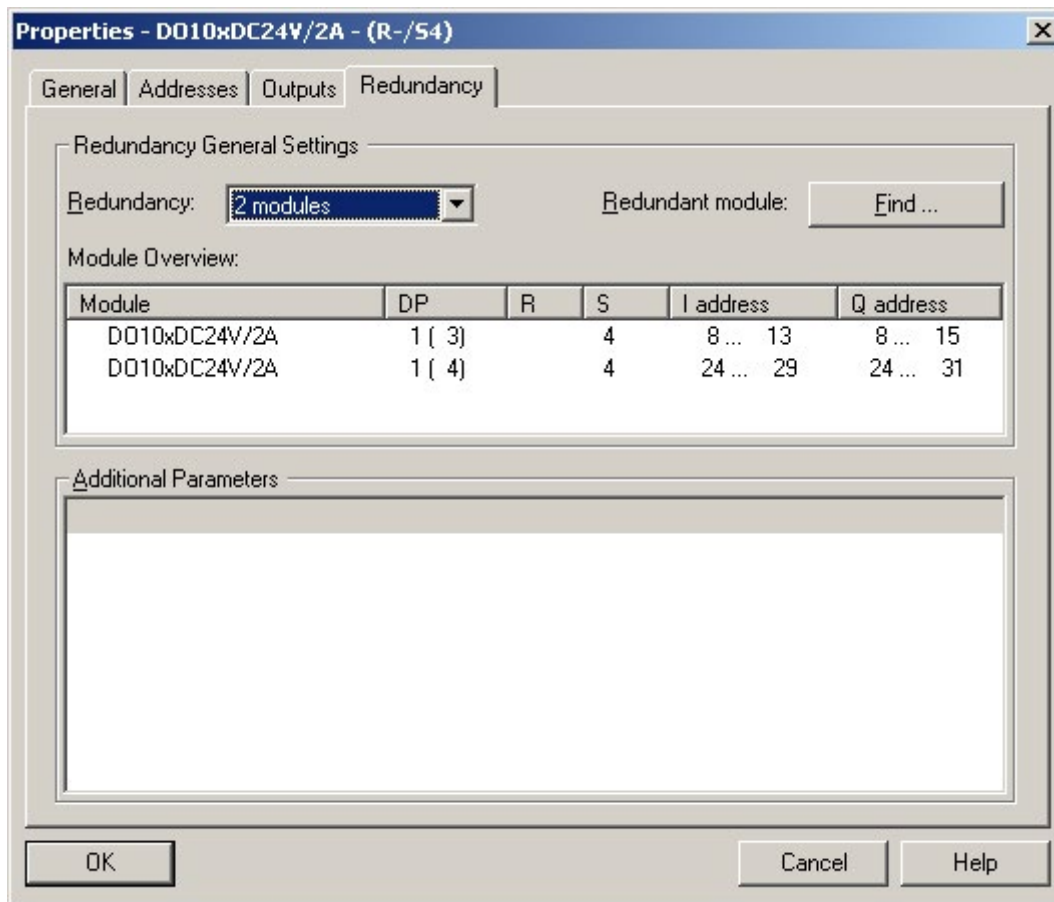 Properties - DO10xDC24V/2A - (R-/S4)
General Addresses Outputs Redundancy
Redundancy General Settings
Redundancy: 2 modules Redundant module: Find ...
Module Overview:
Module DP R S I address Q address
DO10xDC24V/2A 1 ( 3) 4 8 ... 13 8 ... 15
DO10xDC24V/2A 1 ( 4) 4 24 ... 29 24 ... 31
Additional Parameters
OK Cancel Help